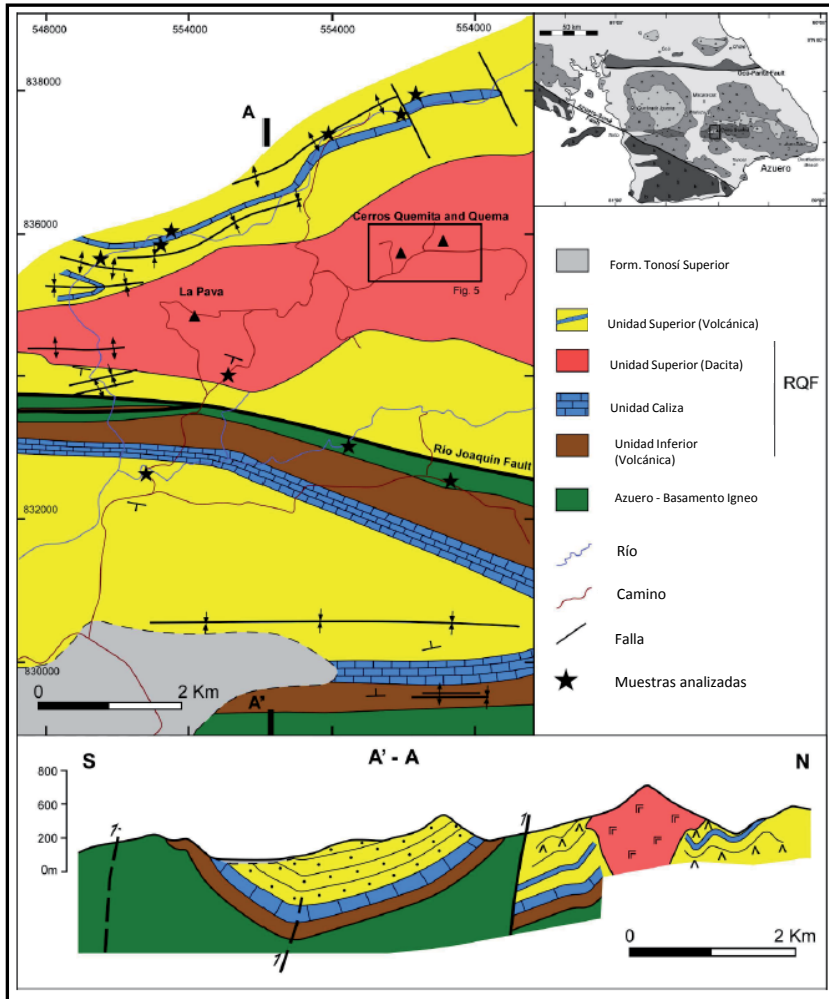 548000
554000
554000
554000
838000
A
836000
Cerros Quemita and Quema
La Pava
Fig. 5
Río Joaquín Fault
832000
830000
0
2 Km
A'
50 km
Azuero
Form. Tonosí Superior
Unidad Superior (Volcánica)
Unidad Superior (Dacita)
RQF
Unidad Caliza
Unidad Inferior
(Volcánica)
Azuero - Basamento Igneo
Río
Camino
Falla
Muestras analizadas
S
A' - A
N
800
600
400
200
0m
0
2 Km